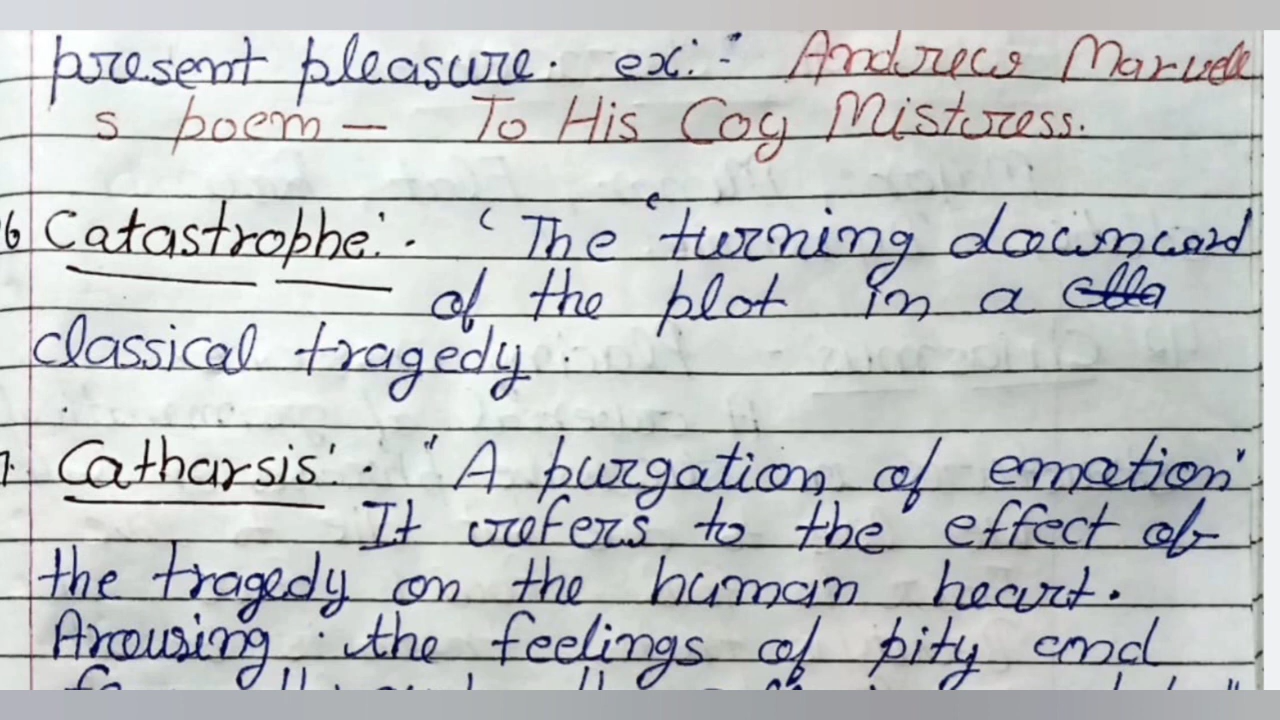 present pleasure. ex:- Andrew Marvell
s poem — To His Coy Mistress.
6 Catastrophe:. ‘The turning downward
of the plot in a
classical tragedy.
7. Catharsis:. "A purgation of emotion"
It refers to the effect of
the tragedy on the human heart.
Arousing the feelings of pity and